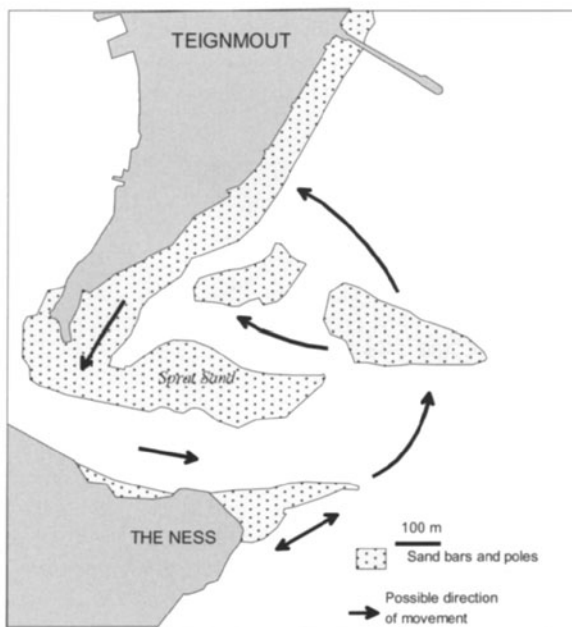 TEIGNMOUT
Sprat Sand
THE NESS
100 m
Sand bars and poles
Possible direction
of movement